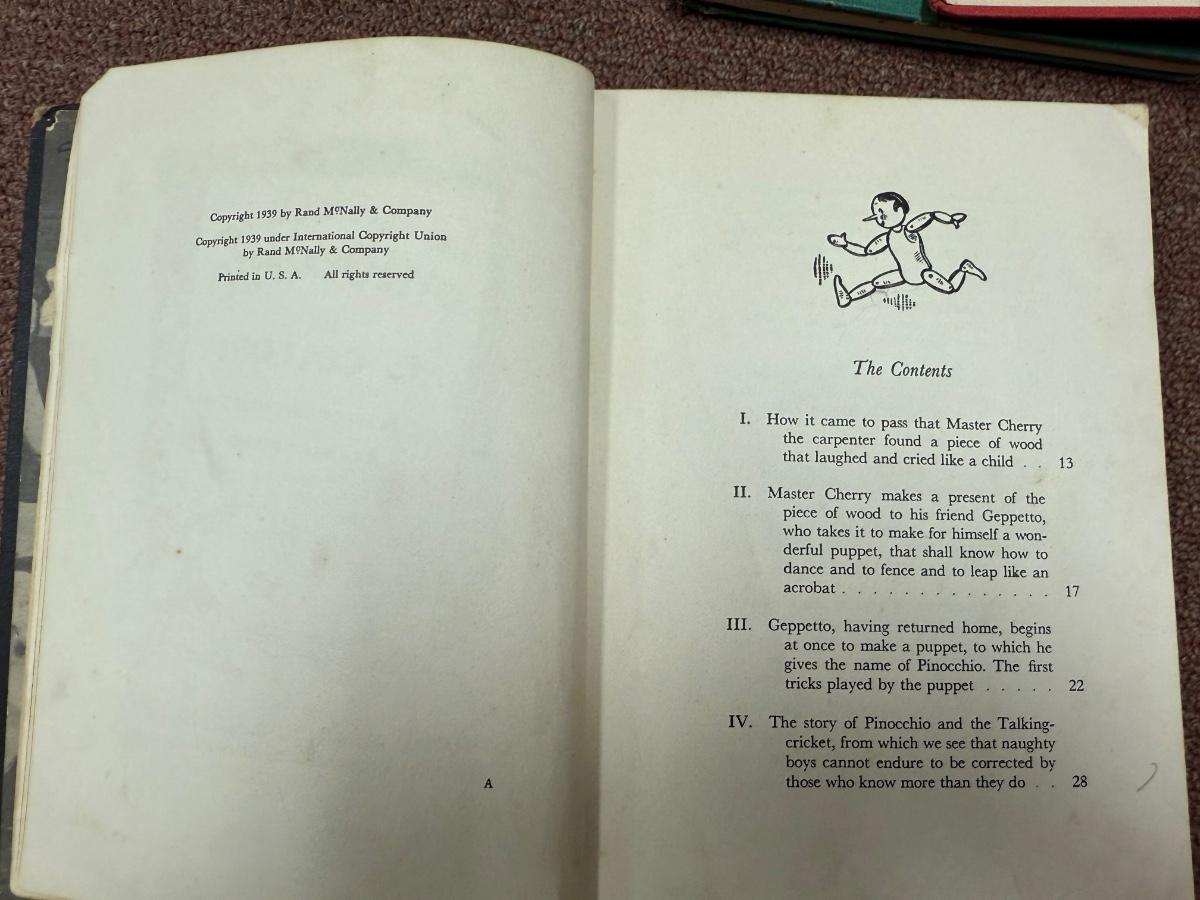 Copyright 1939 by Rand McNally & Company
Copyright 1939 under International Copyright Union
by Rand McNally & Company
Printed in U. S. A. All rights reserved
A
The Contents
I. How it came to pass that Master Cherry
the carpenter found a piece of wood
that laughed and cried like a child . . 13
II. Master Cherry makes a present of the
piece of wood to his friend Geppetto,
who takes it to make for himself a won-
derful puppet, that shall know how to
dance and to fence and to leap like an
acrobat . . . . . . . . . . . . . 17
III. Geppetto, having returned home, begins
at once to make a puppet, to which he
gives the name of Pinocchio. The first
tricks played by the puppet . . . . . 22
IV. The story of Pinocchio and the Talking-
cricket, from which we see that naughty
boys cannot endure to be corrected by
those who know more than they do . . 28